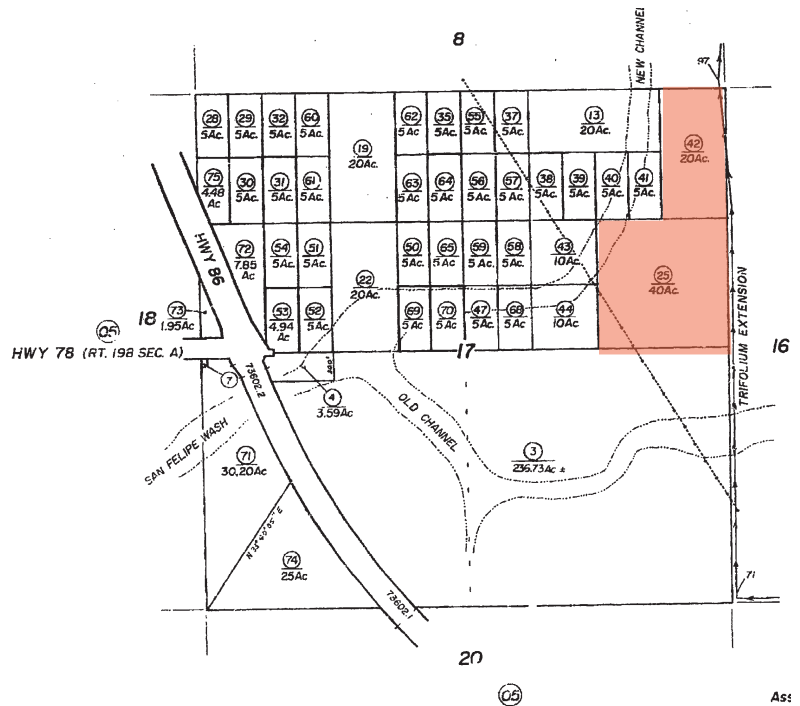 8
NEW CHANNEL
97
28 29 32 60 62 35 55 37 13
5Ac. 5Ac. 5Ac. 5Ac. 5Ac 5Ac. 5Ac. 5Ac. 20Ac.
19
20Ac.
42
20Ac.
75 30 31 61 63 64 56 57 38 39 40 41
4.48 Ac 5Ac. 5Ac. 5Ac. 5Ac. 5Ac. 5Ac. 5Ac. 5Ac. 5Ac. 5Ac. 5Ac.
HWY 86
72 54 51 50 65 59 58 43
7.85 Ac 5Ac. 5Ac. 5Ac. 5Ac. 5Ac. 5Ac. 10Ac.
22
20Ac.
25
40Ac.
73
1.95Ac
53 52 69 70 47 68 44
4.94 Ac 5Ac. 5Ac. 5Ac. 5Ac. 5Ac. 10Ac
18
05
17
16
HWY 78 (RT. 198 SEC. A)
TRIFOLIUM EXTENSION
7
73602.2
4
3.59Ac
OLD CHANNEL
SAN FELIPE WASH
3
236.73Ac ±
71
30.20Ac
74
25Ac
73602.1
71
20
05
Ass